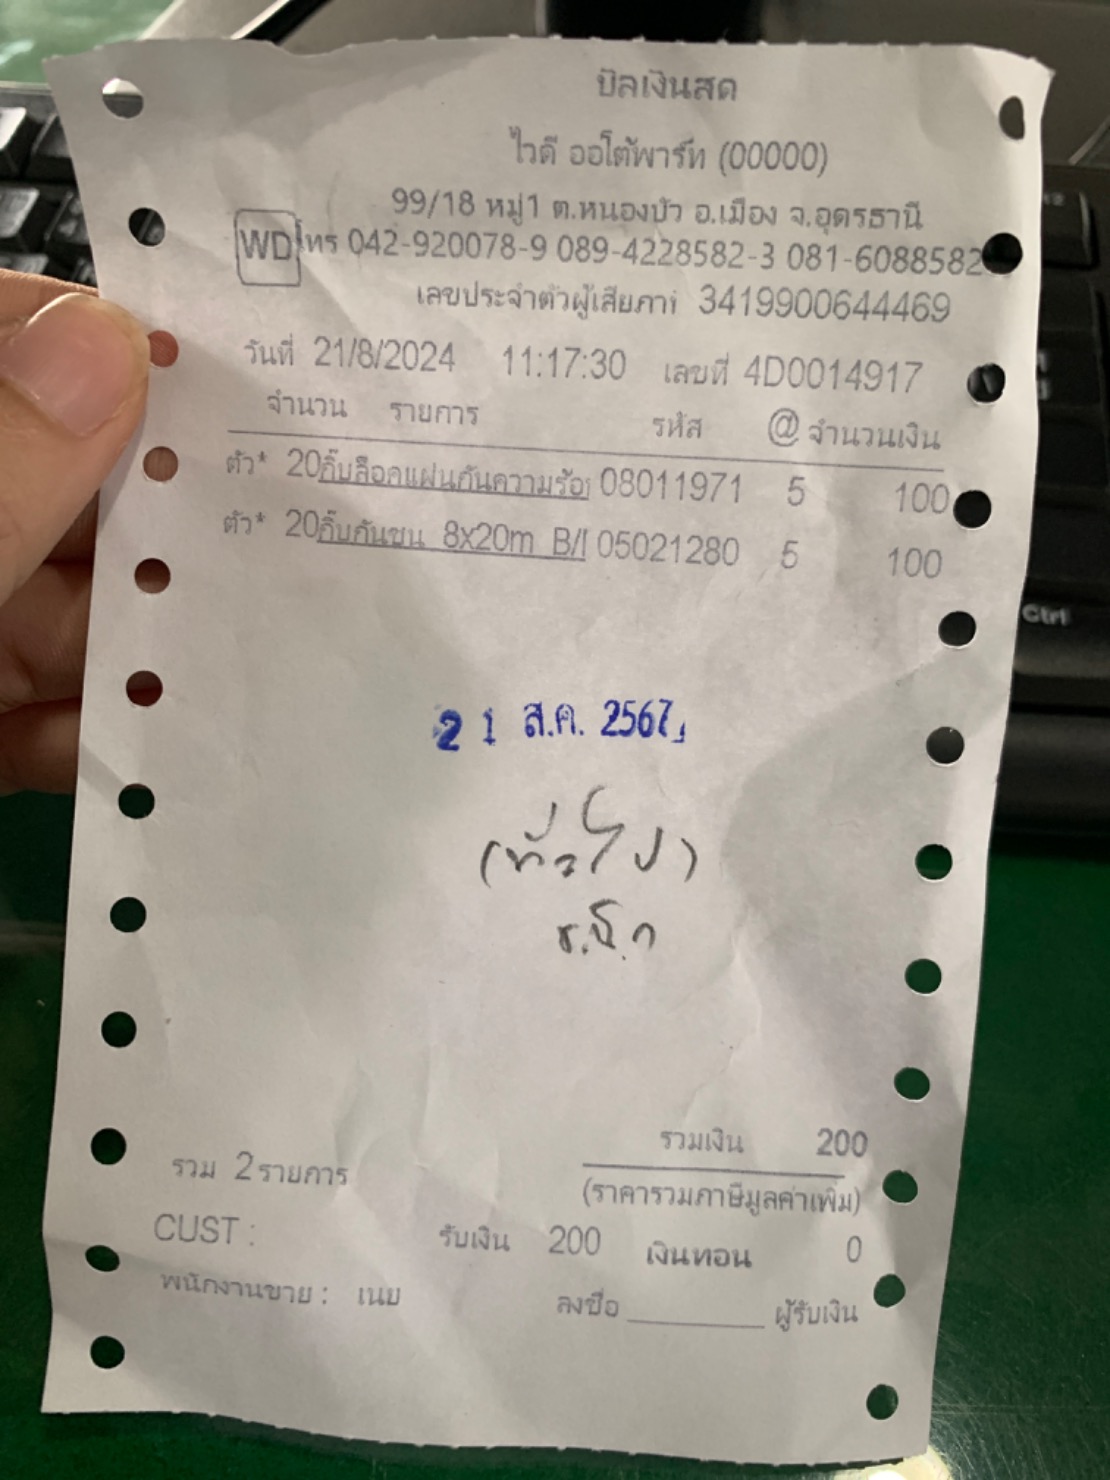 บิลเงินสด
ไวดี ออโต้พาร์ท (00000)
99/18 หมู่1 ต.หนองบัว อ.เมือง จ.อุดรธานี
WD โทร 042-920078-9 089-4228582-3 081-6088582
เลขประจำตัวผู้เสียภาษี 3419900644469
วันที่ 21/8/2024 11:17:30 เลขที่ 4D0014917
จำนวน รายการ รหัส @ จำนวนเงิน
ตัว* 20กิ๊บล็อคแผ่นกันความร้อ 08011971 5 100
ตัว* 20กิ๊บกันชน 8x20m B/I 05021280 5 100
21 ส.ค. 2567
(ทั่วไป)
รวมเงิน 200
รวม 2รายการ
(ราคารวมภาษีมูลค่าเพิ่ม)
CUST : รับเงิน 200 เงินทอน 0
พนักงานขาย : เนม
ลงชื่อ ________ ผู้รับเงิน